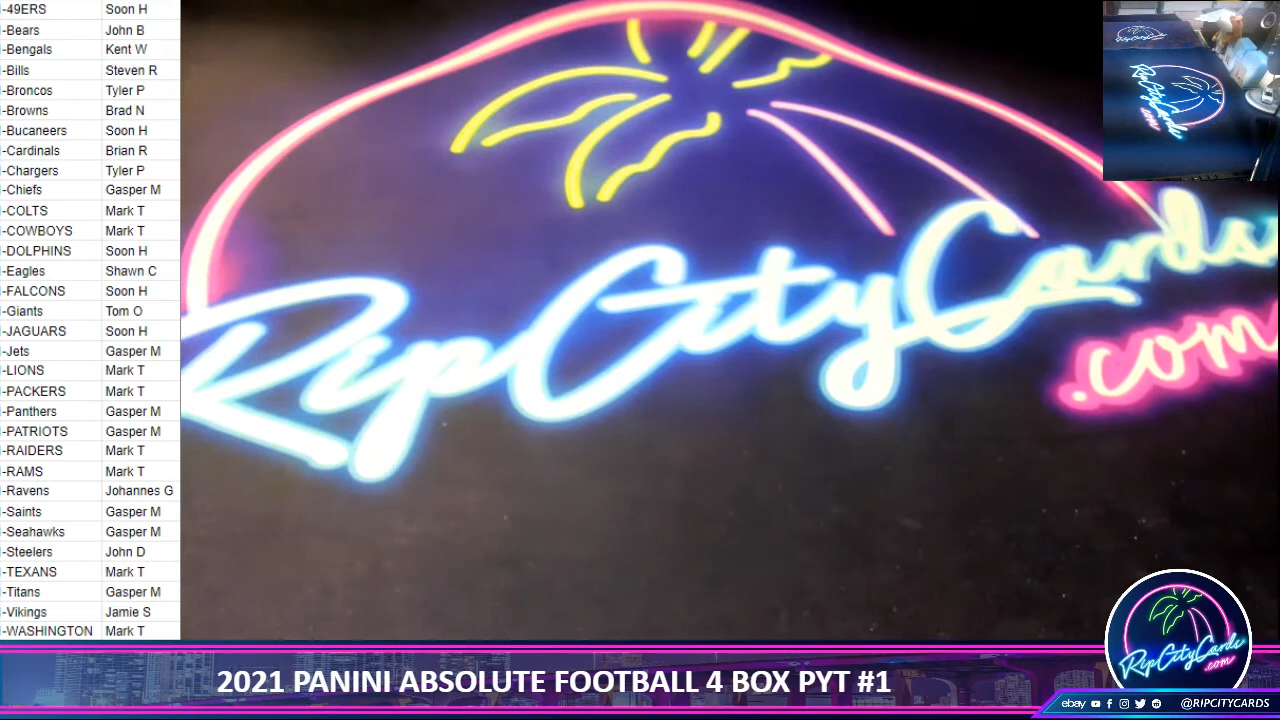 -49ERS Soon H
-Bears John B
-Bengals Kent W
-Bills Steven R
-Broncos Tyler P
-Browns Brad N
-Bucaneers Soon H
-Cardinals Brian R
-Chargers Tyler P
-Chiefs Gasper M
-COLTS Mark T
-COWBOYS Mark T
-DOLPHINS Soon H
-Eagles Shawn C
-FALCONS Soon H
-Giants Tom O
-JAGUARS Soon H
-Jets Gasper M
-LIONS Mark T
-PACKERS Mark T
-Panthers Gasper M
-PATRIOTS Gasper M
-RAIDERS Mark T
-RAMS Mark T
-Ravens Johannes G
-Saints Gasper M
-Seahawks Gasper M
-Steelers John D
-TEXANS Mark T
-Titans Gasper M
-Vikings Jamie S
-WASHINGTON Mark T
RipCityCards
.com
RipCityCards
.com
RipCityCards
.com
2021 PANINI ABSOLUTE FOOTBALL 4 BOX PYT #1
ebay @RIPCITYCARDS